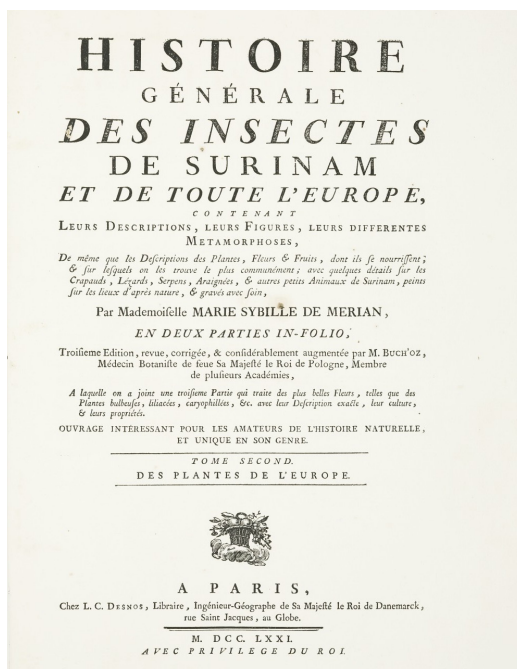 HISTOIRE
GÉNÉRALE
DES INSECTES
DE SURINAM
ET DE TOUTE L'EUROPE,
CONTENANT
LEURS DESCRIPTIONS, LEURS FIGURES, LEURS DIFFERENTES
METAMORPHOSES,
De même que les Deſcriptions des Plantes, Fleurs & Fruits, dont ils ſe nourriſſent;
& ſur leſquels on les trouve le plus communément; avec quelques détails ſur les
Crapauds, Lézards, Serpens, Araignées, & autres petits Animaux de Surinam, peints
ſur les lieux d'après nature, & gravés avec ſoin,
Par Mademoiſelle MARIE SYBILLE DE MERIAN,
EN DEUX PARTIES IN-FOLIO,
Troiſieme Edition, revue, corrigée, & conſidérablement augmentée par M. BUCH'OZ,
Médecin Botaniſte de feue Sa Majeſté le Roi de Pologne, Membre
de pluſieurs Académies,
A laquelle on a joint une troiſieme Partie qui traite des plus belles Fleurs, telles que des
Plantes bulbeuſes, liliacées, caryophillées, &c. avec leur Deſcription exacte, leur culture,
& leurs propriétés.
OUVRAGE INTÉRESSANT POUR LES AMATEURS DE L'HISTOIRE NATURELLE,
ET UNIQUE EN SON GENRE.
TOME SECOND.
DES PLANTES DE L'EUROPE.
A PARIS,
Chez L. C. DESNOS, Libraire, Ingénieur-Géographe de Sa Majeſté le Roi de Danemarck,
rue Saint Jacques, au Globe.
M. DCC. LXXI.
AVEC PRIVILEGE DU ROI.